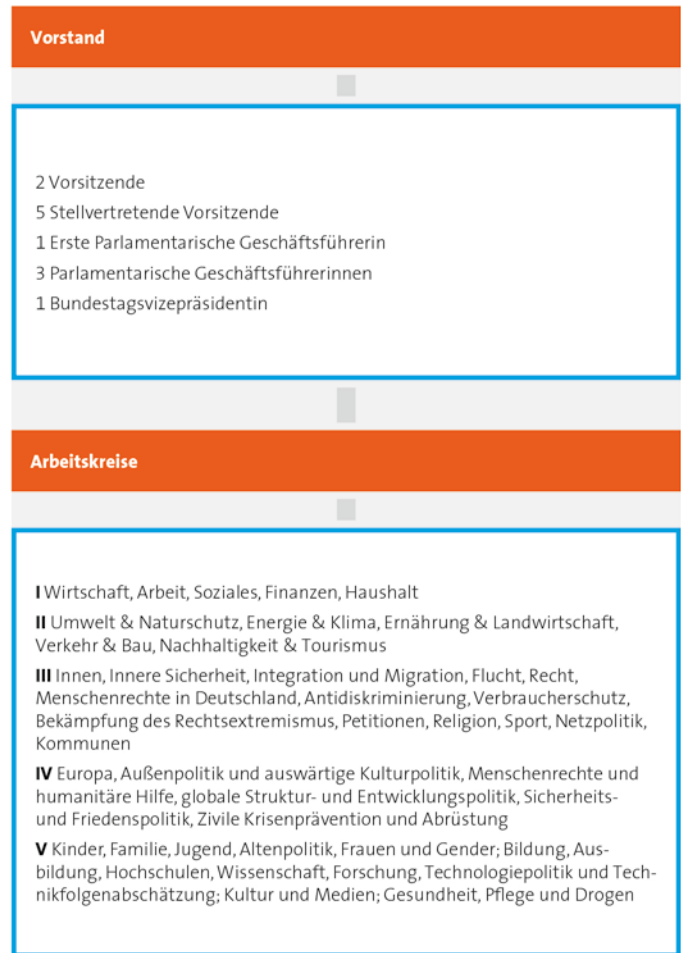 Vorstand
2 Vorsitzende
5 Stellvertretende Vorsitzende
1 Erste Parlamentarische Geschäftsführerin
3 Parlamentarische Geschäftsführerinnen
1 Bundestagsvizepräsidentin
Arbeitskreise
I Wirtschaft, Arbeit, Soziales, Finanzen, Haushalt
II Umwelt & Naturschutz, Energie & Klima, Ernährung & Landwirtschaft,
Verkehr & Bau, Nachhaltigkeit & Tourismus
III Innen, Innere Sicherheit, Integration und Migration, Flucht, Recht,
Menschenrechte in Deutschland, Antidiskriminierung, Verbraucherschutz,
Bekämpfung des Rechtsextremismus, Petitionen, Religion, Sport, Netzpolitik,
Kommunen
IV Europa, Außenpolitik und auswärtige Kulturpolitik, Menschenrechte und
humanitäre Hilfe, globale Struktur- und Entwicklungspolitik, Sicherheits-
und Friedenspolitik, Zivile Krisenprävention und Abrüstung
V Kinder, Familie, Jugend, Altenpolitik, Frauen und Gender; Bildung, Aus-
bildung, Hochschulen, Wissenschaft, Forschung, Technologiepolitik und Tech-
nikfolgenabschätzung; Kultur und Medien; Gesundheit, Pflege und Drogen